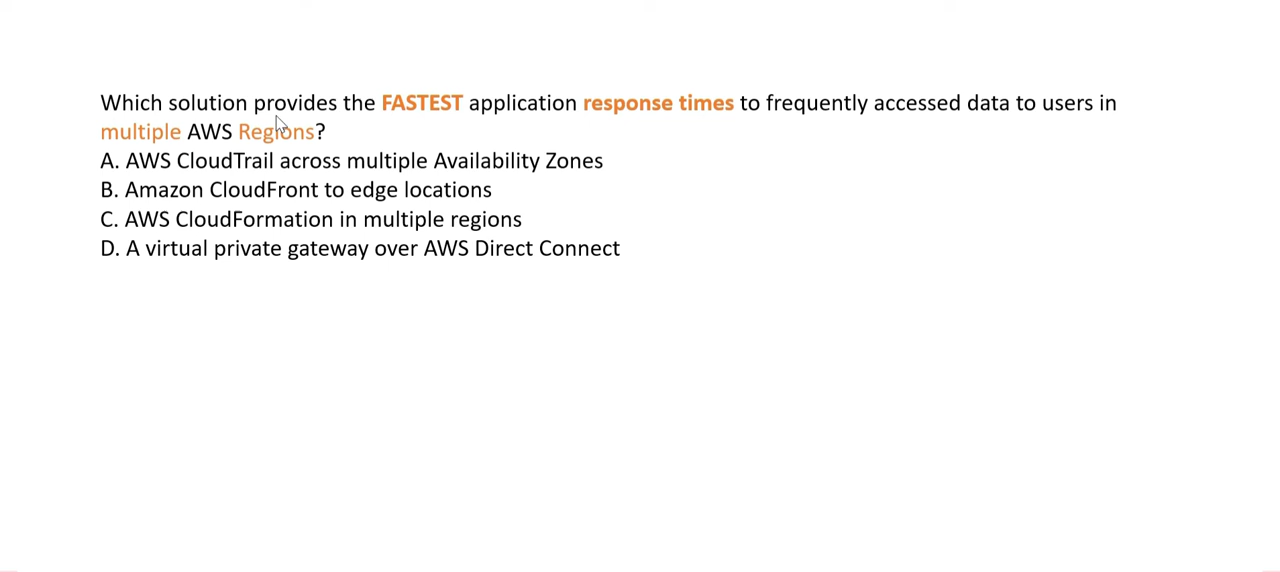 Which solution provides the FASTEST application response times to frequently accessed data to users in
multiple AWS Regions?
A. AWS CloudTrail across multiple Availability Zones
B. Amazon CloudFront to edge locations
C. AWS CloudFormation in multiple regions
D. A virtual private gateway over AWS Direct Connect